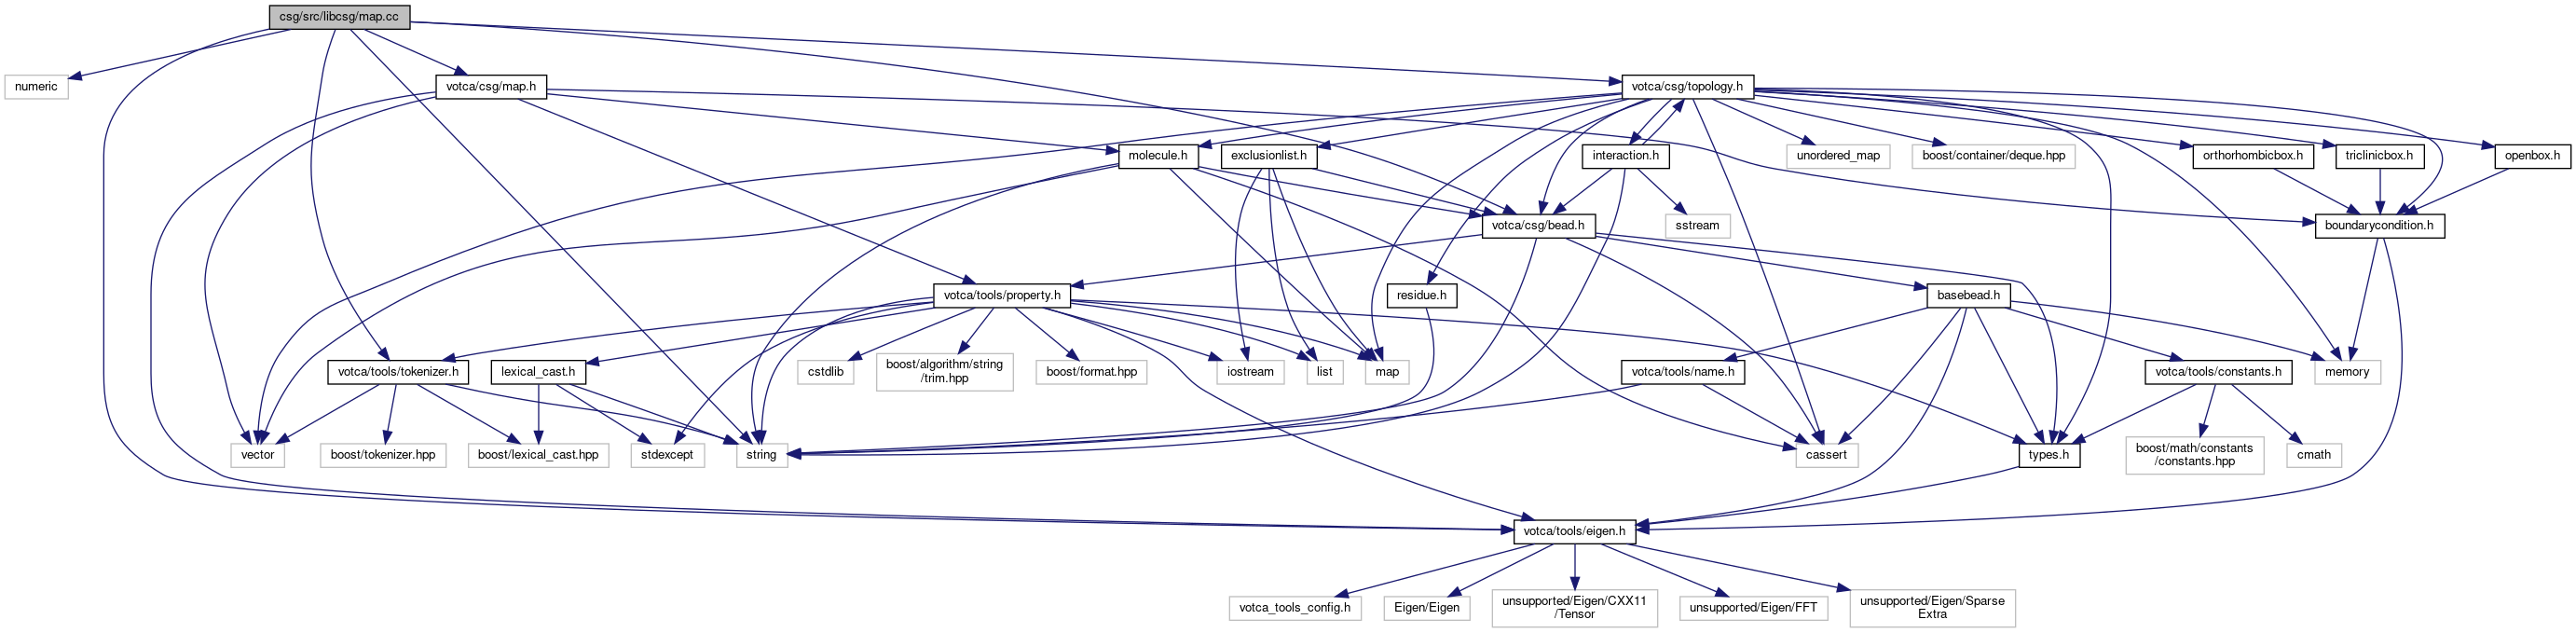 csg/src/libcsg/map.cc
numeric
votca/csg/map.h
votca/csg/topology.h
molecule.h
exclusionlist.h
interaction.h
unordered_map
boost/container/deque.hpp
orthorhombicbox.h
triclinicbox.h
openbox.h
votca/csg/bead.h
sstream
boundarycondition.h
votca/tools/property.h
residue.h
basebead.h
votca/tools/tokenizer.h
lexical_cast.h
cstdlib
boost/algorithm/string
/trim.hpp
boost/format.hpp
iostream
list
map
votca/tools/name.h
votca/tools/constants.h
memory
vector
boost/tokenizer.hpp
boost/lexical_cast.hpp
stdexcept
string
cassert
types.h
boost/math/constants
/constants.hpp
cmath
votca/tools/eigen.h
votca_tools_config.h
Eigen/Eigen
unsupported/Eigen/CXX11
/Tensor
unsupported/Eigen/FFT
unsupported/Eigen/Sparse
Extra